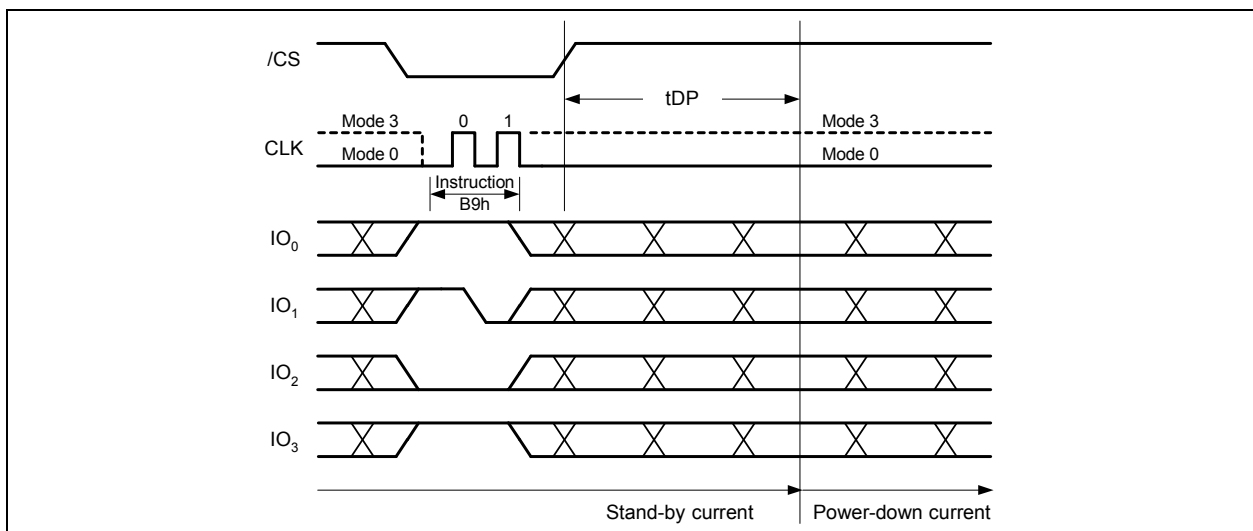 /CS
tDP
Mode 3 0 1 Mode 3
CLK
Mode 0 Mode 0
Instruction
B9h
IO0
IO1
IO2
IO3
Stand-by current Power-down current